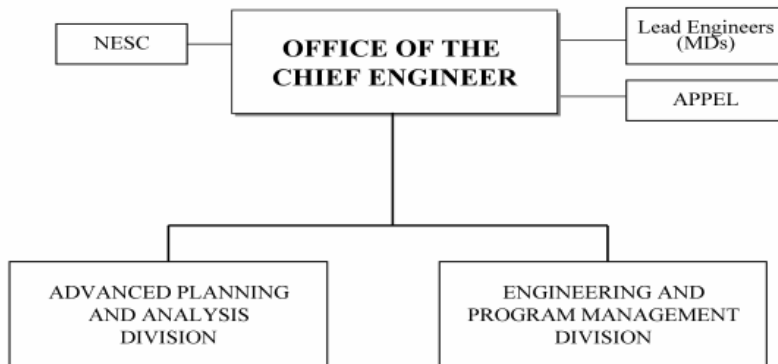 NESC
OFFICE OF THE
CHIEF ENGINEER
Lead Engineers
(MDs)
APPEL
ADVANCED PLANNING
AND ANALYSIS
DIVISION
ENGINEERING AND
PROGRAM MANAGEMENT
DIVISION